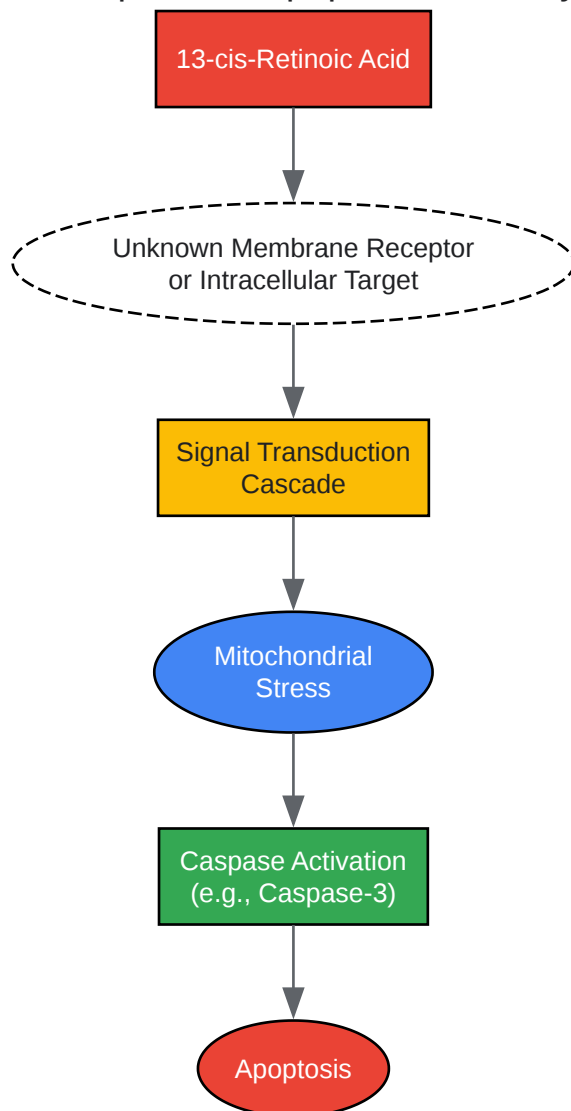 13-cis-Retinoic Acid
Unknown Membrane Receptor
or Intracellular Target
Signal Transduction
Cascade
Mitochondrial
Stress
Caspase Activation
(e.g., Caspase-3)
Apoptosis